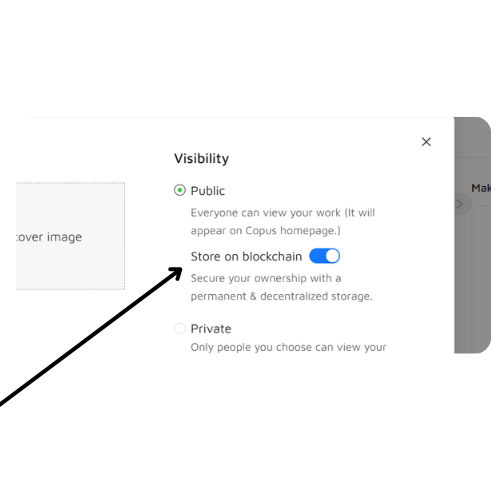 Visibility
Public
Everyone can view your work (It will
appear on Copus homepage.)
Store on blockchain
Secure your ownership with a
permanent & decentralized storage.
Private
Only people you choose can view your
cover image
Mak